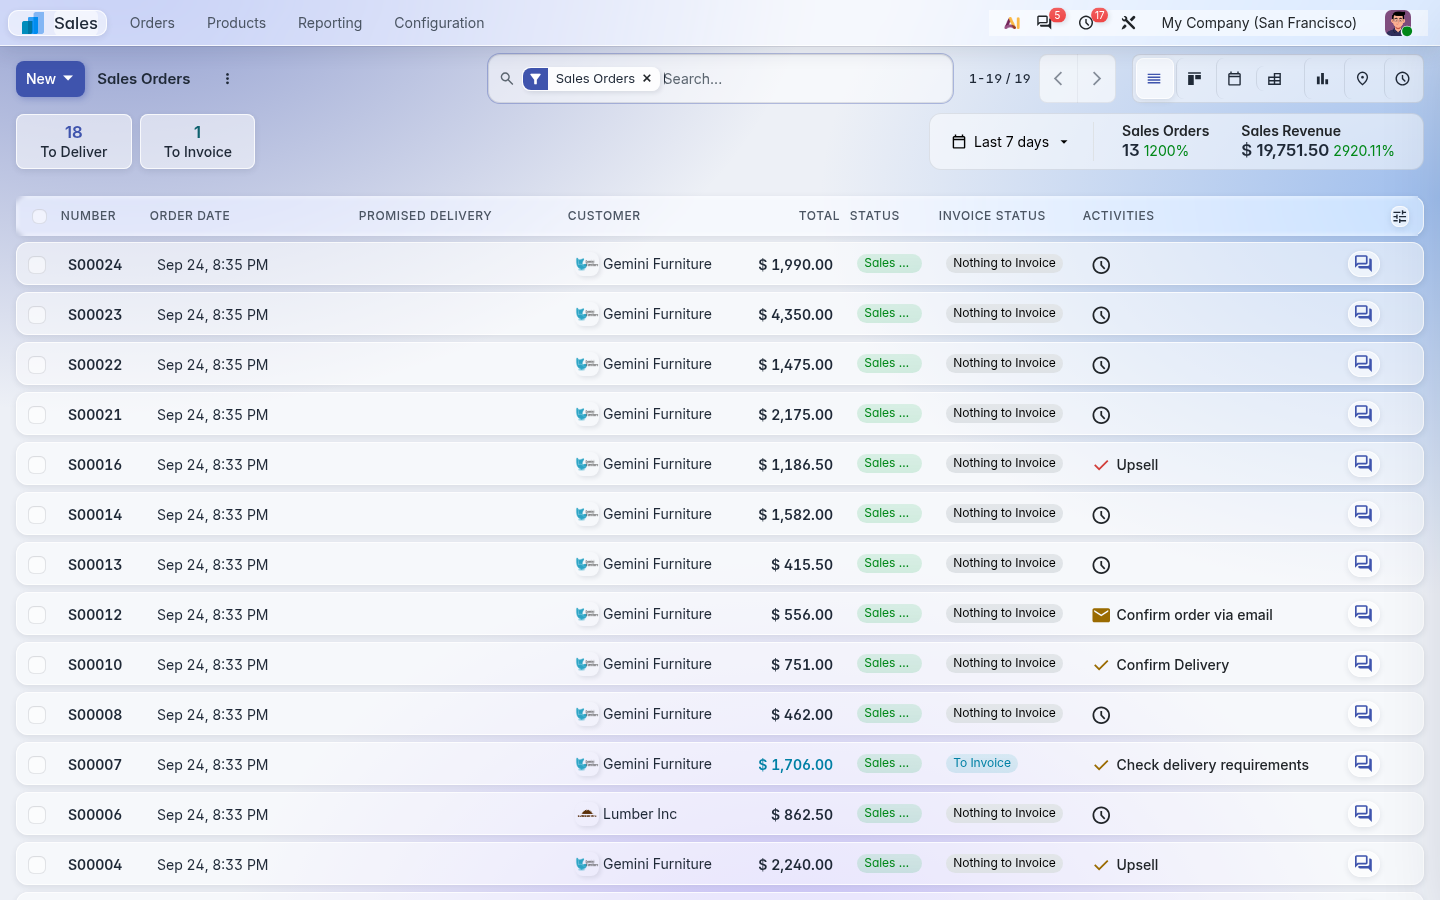 Sales Orders Products Reporting Configuration AI 5 17 My Company (San Francisco)
New Sales Orders Sales Orders × Search... 1-19 / 19
18 To Deliver
1 To Invoice
Last 7 days
Sales Orders 13 1200%
Sales Revenue $ 19,751.50 2920.11%
NUMBER ORDER DATE PROMISED DELIVERY CUSTOMER TOTAL STATUS INVOICE STATUS ACTIVITIES
S00024 Sep 24, 8:35 PM Gemini Furniture $ 1,990.00 Sales ... Nothing to Invoice
S00023 Sep 24, 8:35 PM Gemini Furniture $ 4,350.00 Sales ... Nothing to Invoice
S00022 Sep 24, 8:35 PM Gemini Furniture $ 1,475.00 Sales ... Nothing to Invoice
S00021 Sep 24, 8:35 PM Gemini Furniture $ 2,175.00 Sales ... Nothing to Invoice
S00016 Sep 24, 8:33 PM Gemini Furniture $ 1,186.50 Sales ... Nothing to Invoice Upsell
S00014 Sep 24, 8:33 PM Gemini Furniture $ 1,582.00 Sales ... Nothing to Invoice
S00013 Sep 24, 8:33 PM Gemini Furniture $ 415.50 Sales ... Nothing to Invoice
S00012 Sep 24, 8:33 PM Gemini Furniture $ 556.00 Sales ... Nothing to Invoice Confirm order via email
S00010 Sep 24, 8:33 PM Gemini Furniture $ 751.00 Sales ... Nothing to Invoice Confirm Delivery
S00008 Sep 24, 8:33 PM Gemini Furniture $ 462.00 Sales ... Nothing to Invoice
S00007 Sep 24, 8:33 PM Gemini Furniture $ 1,706.00 Sales ... To Invoice Check delivery requirements
S00006 Sep 24, 8:33 PM Lumber Inc $ 862.50 Sales ... Nothing to Invoice
S00004 Sep 24, 8:33 PM Gemini Furniture $ 2,240.00 Sales ... Nothing to Invoice Upsell